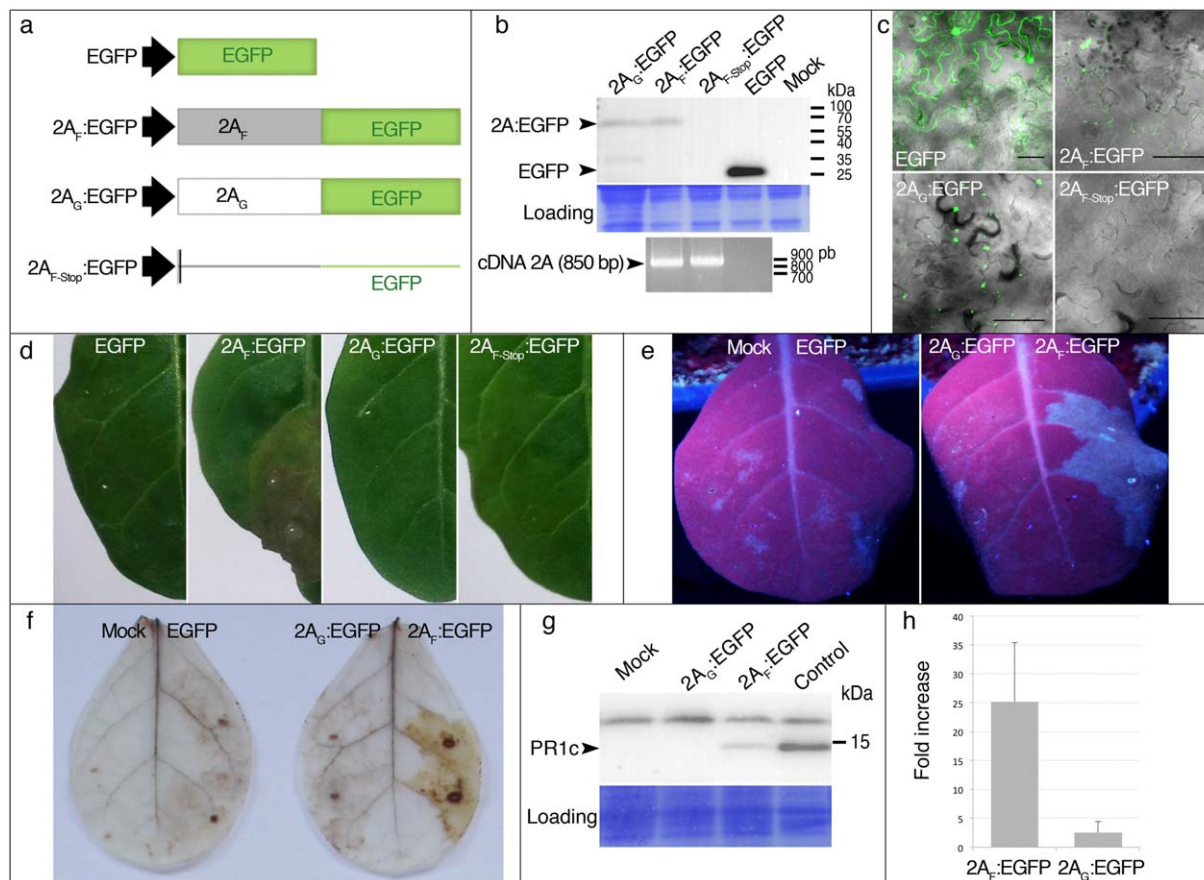 a
EGFP
EGFP
2A_F:EGFP
2A_F
EGFP
2A_G:EGFP
2A_G
EGFP
2A_F-Stop:EGFP
EGFP
b
2A_G:EGFP
2A_F:EGFP
2A_F-Stop:EGFP
EGFP
Mock
kDa
100
70
55
40
35
25
2A:EGFP
EGFP
Loading
cDNA 2A (850 bp)
900 pb
800
700
c
EGFP
2A_F:EGFP
2A_G:EGFP
2A_F-Stop:EGFP
d
EGFP
2A_F:EGFP
2A_G:EGFP
2A_F-Stop:EGFP
e
Mock EGFP
2A_G:EGFP 2A_F:EGFP
f
Mock EGFP
2A_G:EGFP 2A_F:EGFP
g
Mock
2A_G:EGFP
2A_F:EGFP
Control
kDa
15
PR1c
Loading
h
Fold increase
40
35
30
25
20
15
10
5
0
2A_F:EGFP
2A_G:EGFP